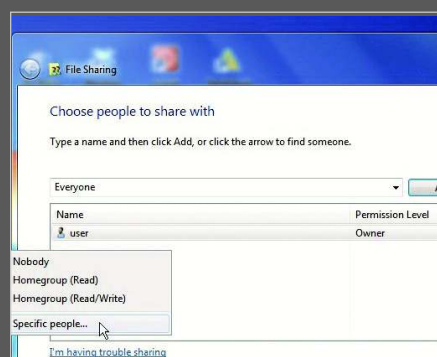 File Sharing
Choose people to share with
Type a name and then click Add, or click the arrow to find someone.
Everyone
Name Permission Level
user Owner
Nobody
Homegroup (Read)
Homegroup (Read/Write)
Specific people...
I'm having trouble sharing